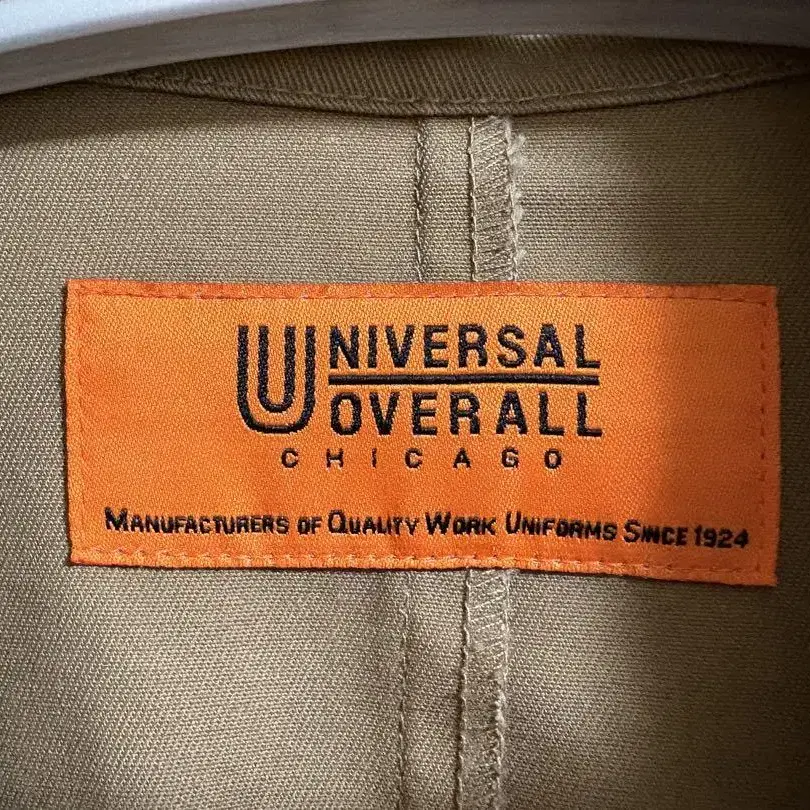 UNIVERSAL
OVERALL
CHICAGO
MANUFACTURERS OF QUALITY WORK UNIFORMS SINCE 1924